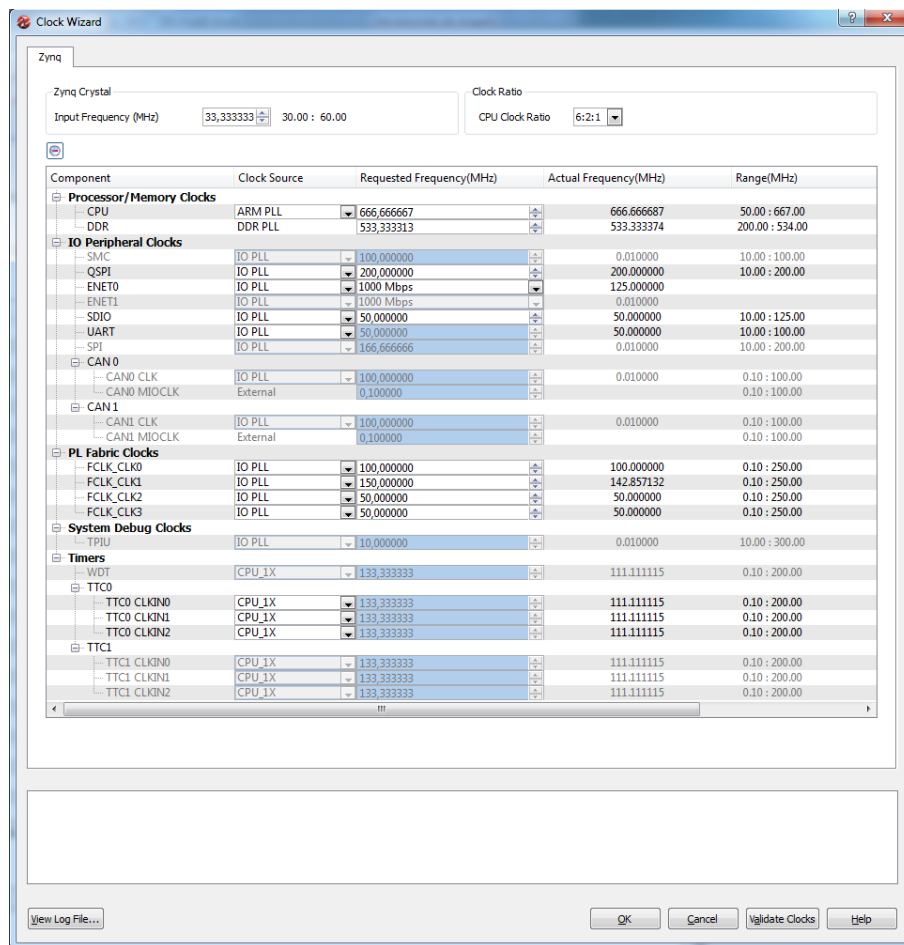 Clock Wizard
Zynq
Zynq Crystal
Input Frequency (MHz) 33,333333 30.00 : 60.00
Clock Ratio
CPU Clock Ratio 6:2:1
Component Clock Source Requested Frequency(MHz) Actual Frequency(MHz) Range(MHz)
Processor/Memory Clocks
CPU ARM PLL 666,666667 666.666687 50.00 : 667.00
DDR DDR PLL 533,333313 533.333374 200.00 : 534.00
IO Peripheral Clocks
SMC IO PLL 100,000000 0.010000 10.00 : 100.00
QSPI IO PLL 200,000000 200.000000 10.00 : 200.00
ENET0 IO PLL 1000 Mbps 125.000000
ENET1 IO PLL 1000 Mbps 0.010000
SDIO IO PLL 50,000000 50.000000 10.00 : 125.00
UART IO PLL 50,000000 50.000000 10.00 : 100.00
SPI IO PLL 166,666666 0.010000 10.00 : 200.00
CAN 0
CAN0 CLK IO PLL 100,000000 0.010000 0.10 : 100.00
CAN0 MIOCLK External 0,100000 0.10 : 100.00
CAN 1
CAN1 CLK IO PLL 100,000000 0.010000 0.10 : 100.00
CAN1 MIOCLK External 0,100000 0.10 : 100.00
PL Fabric Clocks
FCLK_CLK0 IO PLL 100,000000 100.000000 0.10 : 250.00
FCLK_CLK1 IO PLL 150,000000 142.857132 0.10 : 250.00
FCLK_CLK2 IO PLL 50,000000 50.000000 0.10 : 250.00
FCLK_CLK3 IO PLL 50,000000 50.000000 0.10 : 250.00
System Debug Clocks
TPIU IO PLL 10,000000 0.010000 10.00 : 300.00
Timers
WDT CPU_1X 133,333333 111.111115 0.10 : 200.00
TTC0
TTC0 CLKIN0 CPU_1X 133,333333 111.111115 0.10 : 200.00
TTC0 CLKIN1 CPU_1X 133,333333 111.111115 0.10 : 200.00
TTC0 CLKIN2 CPU_1X 133,333333 111.111115 0.10 : 200.00
TTC1
TTC1 CLKIN0 CPU_1X 133,333333 111.111115 0.10 : 200.00
TTC1 CLKIN1 CPU_1X 133,333333 111.111115 0.10 : 200.00
TTC1 CLKIN2 CPU_1X 133,333333 111.111115 0.10 : 200.00
View Log File... OK Cancel Validate Clocks Help